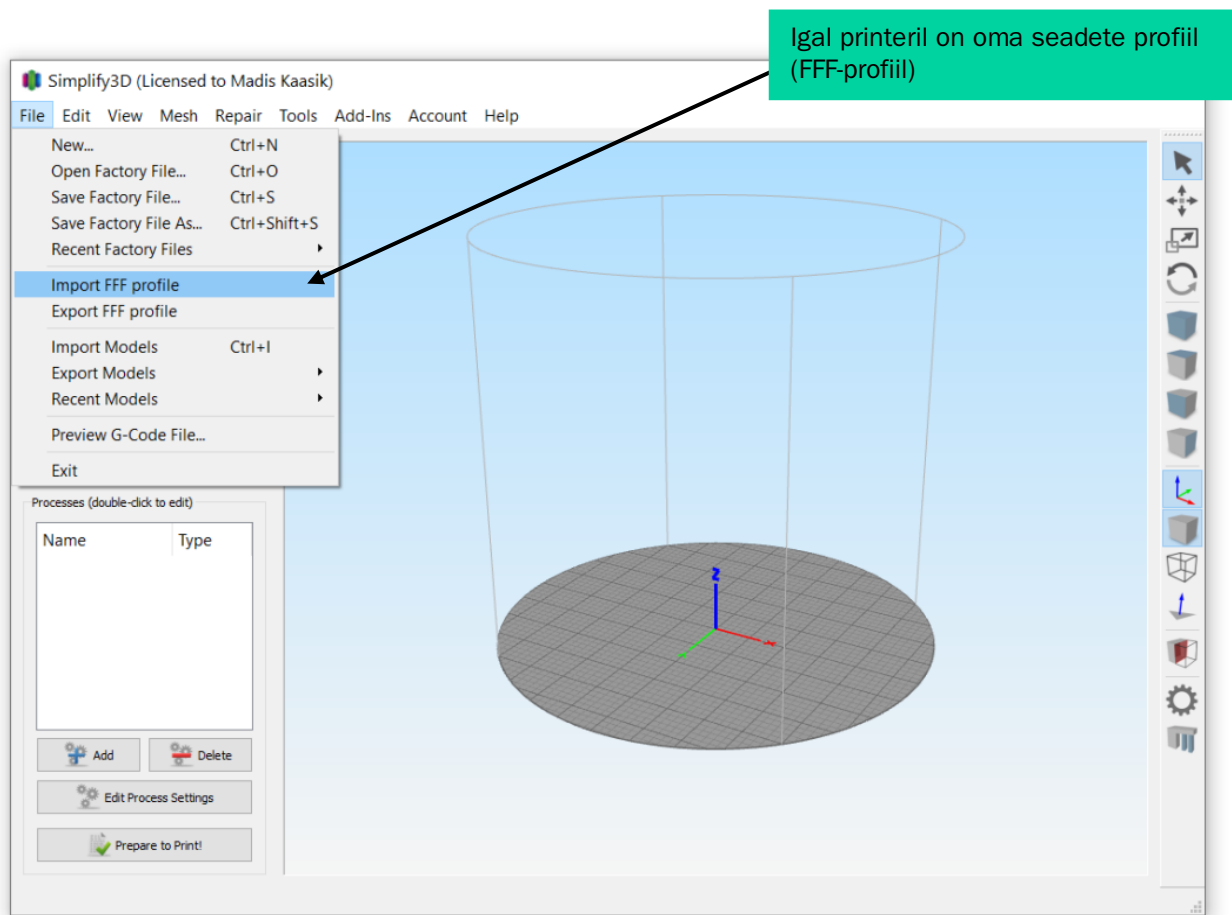 Igal printeril on oma seadete profiil
(FFF-profiil)
Simplify3D (Licensed to Madis Kaasik)
File Edit View Mesh Repair Tools Add-Ins Account Help
New... Ctrl+N
Open Factory File... Ctrl+O
Save Factory File... Ctrl+S
Save Factory File As... Ctrl+Shift+S
Recent Factory Files
Import FFF profile
Export FFF profile
Import Models Ctrl+I
Export Models
Recent Models
Preview G-Code File...
Exit
Processes (double-click to edit)
Name Type
Add Delete
Edit Process Settings
Prepare to Print!
Z
X